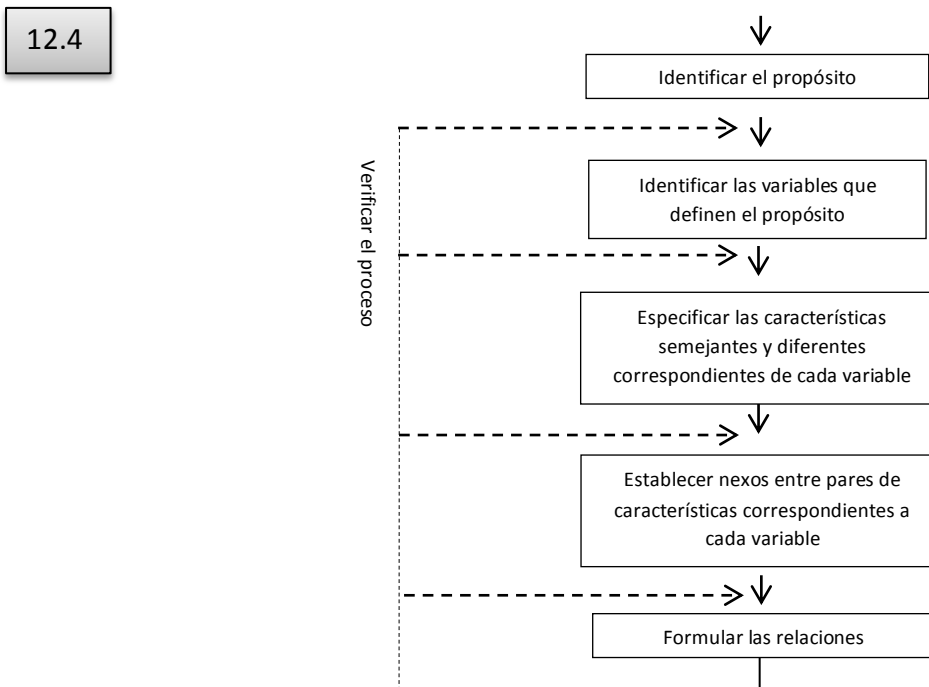 12.4
Identificar el propósito
Verificar el proceso
Identificar las variables que
definen el propósito
Especificar las características
semejantes y diferentes
correspondientes de cada variable
Establecer nexos entre pares de
características correspondientes a
cada variable
Formular las relaciones